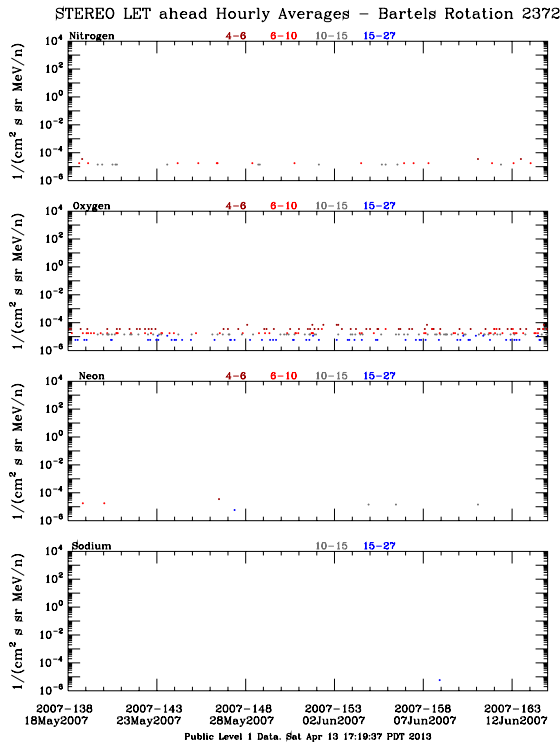 STEREO LET ahead Hourly Averages – Bartels Rotation 2372
Nitrogen 4-6 6-10 10-15 15-27
10^4
10^2
10^0
10^-2
10^-4
10^-6
1/(cm^2 s sr MeV/n)
Oxygen 4-6 6-10 10-15 15-27
10^4
10^2
10^0
10^-2
10^-4
10^-6
1/(cm^2 s sr MeV/n)
Neon 4-6 6-10 10-15 15-27
10^4
10^2
10^0
10^-2
10^-4
10^-6
1/(cm^2 s sr MeV/n)
Sodium 10-15 15-27
10^4
10^2
10^0
10^-2
10^-4
10^-6
1/(cm^2 s sr MeV/n)
2007-138 2007-143 2007-148 2007-153 2007-158 2007-163
18May2007 23May2007 28May2007 02Jun2007 07Jun2007 12Jun2007
Public Level 1 Data. Sat Apr 13 17:19:37 PDT 2013